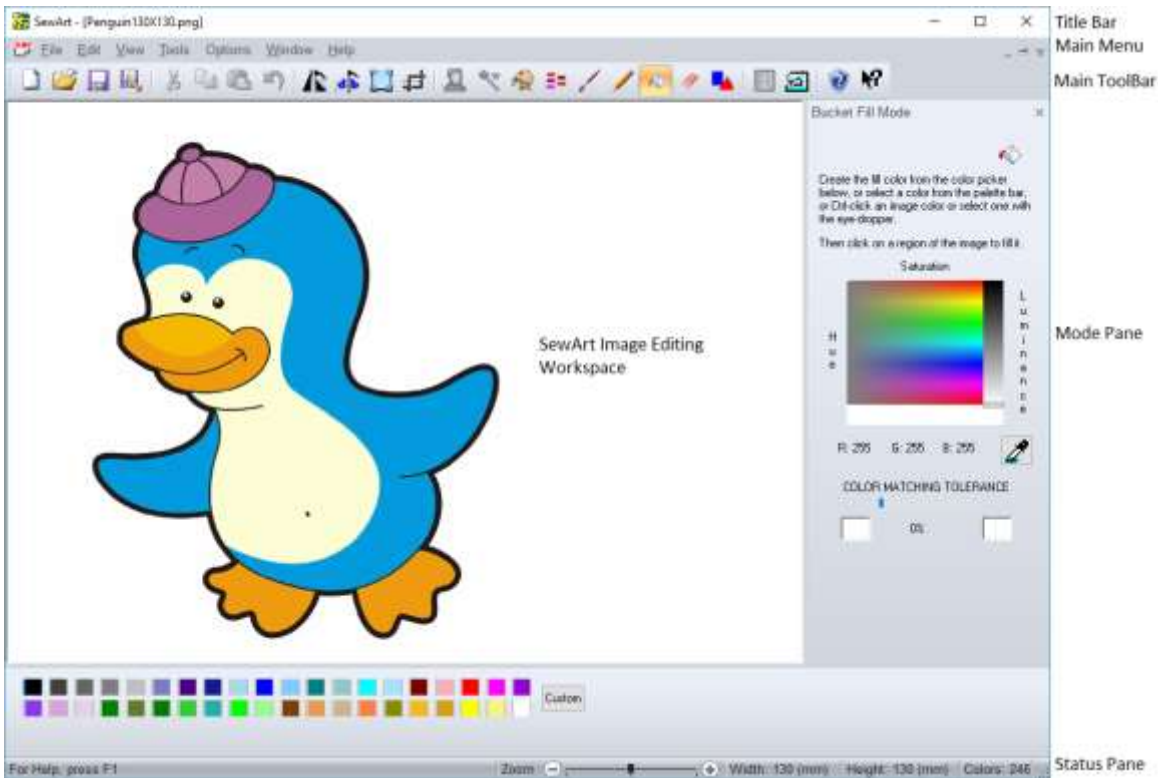 SewArt - [Penguin130X130.png]
Title Bar
File Edit View Tools Options Window Help
Main Menu
Main ToolBar
Bucket Fill Mode
Create the fill color from the color picker
below, or select a color from the palette bar,
or Ctrl-click an image color or select one with
the eye-dropper.
Then click on a region of the image to fill it.
Saturation
Hue
Luminence
Mode Pane
SewArt Image Editing
Workspace
R: 255 G: 255 B: 255
COLOR MATCHING TOLERANCE
0%
Custom
For Help, press F1
Zoom
Width: 130 (mm) Height: 130 (mm) Colors: 246
Status Pane